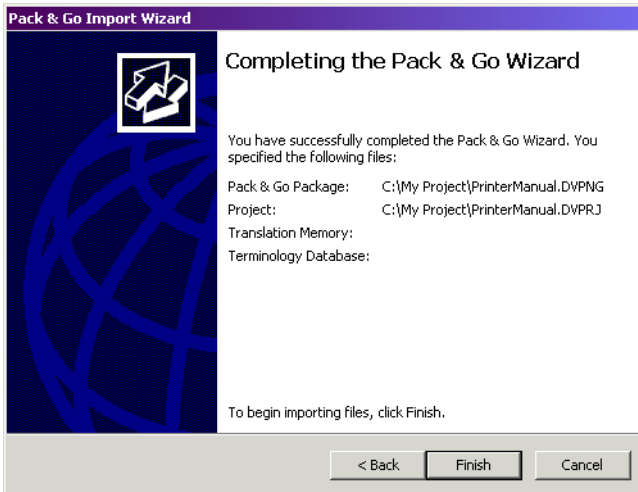 Pack & Go Import Wizard
Completing the Pack & Go Wizard
You have successfully completed the Pack & Go Wizard. You
specified the following files:
Pack & Go Package: C:\My Project\PrinterManual.DVPNG
Project: C:\My Project\PrinterManual.DVPRJ
Translation Memory:
Terminology Database:
To begin importing files, click Finish.
< Back Finish Cancel